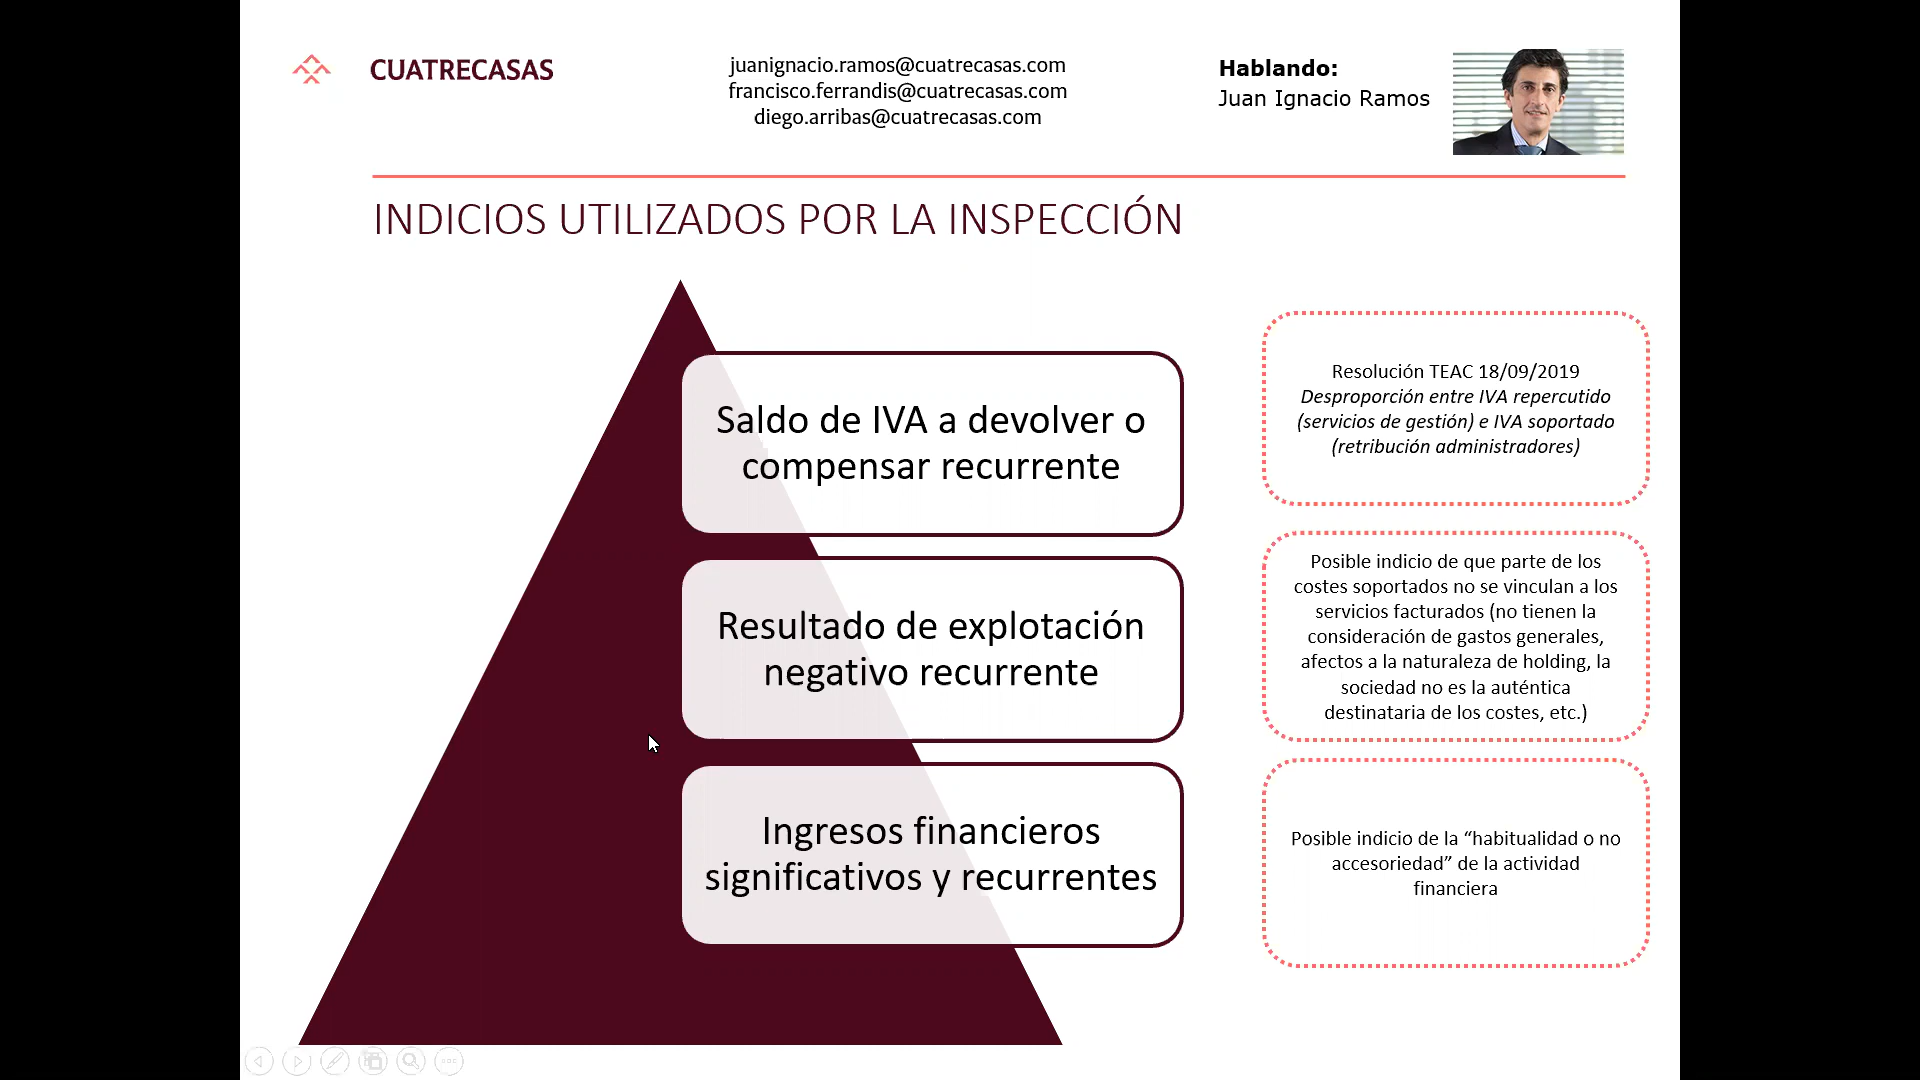 CUATRECASAS
juanignacio.ramos@cuatrecasas.com
francisco.ferrandis@cuatrecasas.com
diego.arribas@cuatrecasas.com
Hablando:
Juan Ignacio Ramos
INDICIOS UTILIZADOS POR LA INSPECCIÓN
Saldo de IVA a devolver o
compensar recurrente
Resolución TEAC 18/09/2019
Desproporción entre IVA repercutido
(servicios de gestión) e IVA soportado
(retribución administradores)
Resultado de explotación
negativo recurrente
Posible indicio de que parte de los
costes soportados no se vinculan a los
servicios facturados (no tienen la
consideración de gastos generales,
afectos a la naturaleza de holding, la
sociedad no es la auténtica
destinataria de los costes, etc.)
Ingresos financieros
significativos y recurrentes
Posible indicio de la “habitualidad o no
accesoriedad” de la actividad
financiera